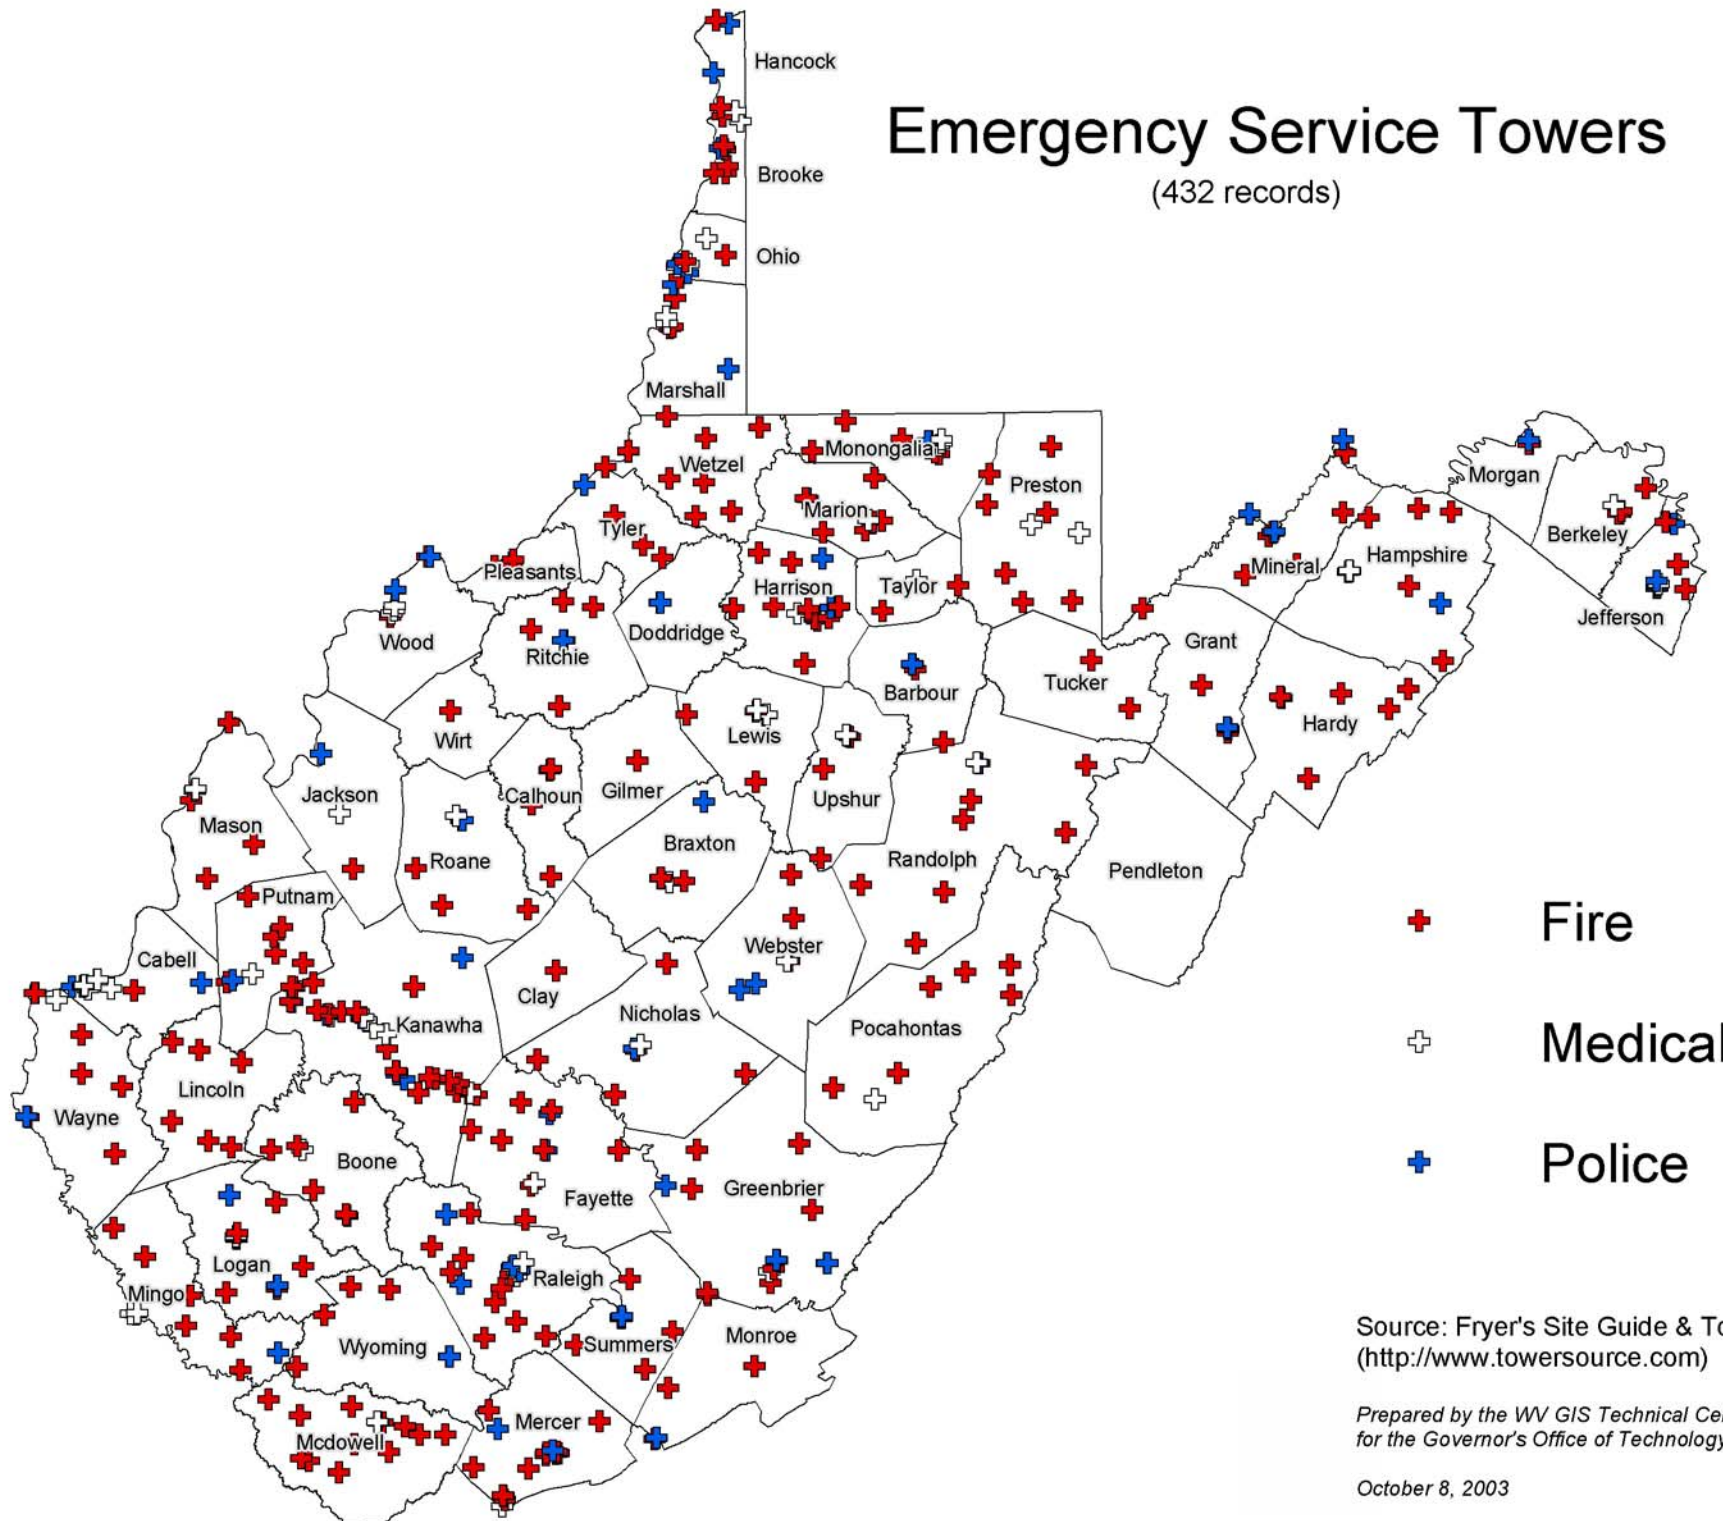 Hancock
Emergency Service Towers
Brooke
(432 records)
Ohio
Marshall
Wetzel
Monongalia
Preston
Morgan
Marion
Tyler
Berkeley
Pleasants
Harrison
Taylor
Mineral
Hampshire
Wood
Doddridge
Ritchie
Jefferson
Grant
Barbour
Tucker
Wirt
Lewis
Hardy
Jackson
Calhoun
Gilmer
Upshur
Mason
Roane
Braxton
Randolph
Pendleton
Putnam
Fire
Cabell
Webster
Clay
Kanawha
Nicholas
Pocahontas
Medical
Lincoln
Wayne
Boone
Fayette
Greenbrier
Police
Logan
Raleigh
Mingo
Wyoming
Summers
Monroe
Source: Fryer's Site Guide & To
(http://www.towersource.com)
Mercer
Mcdowell
Prepared by the WV GIS Technical Cer
for the Governor's Office of Technology
October 8, 2003